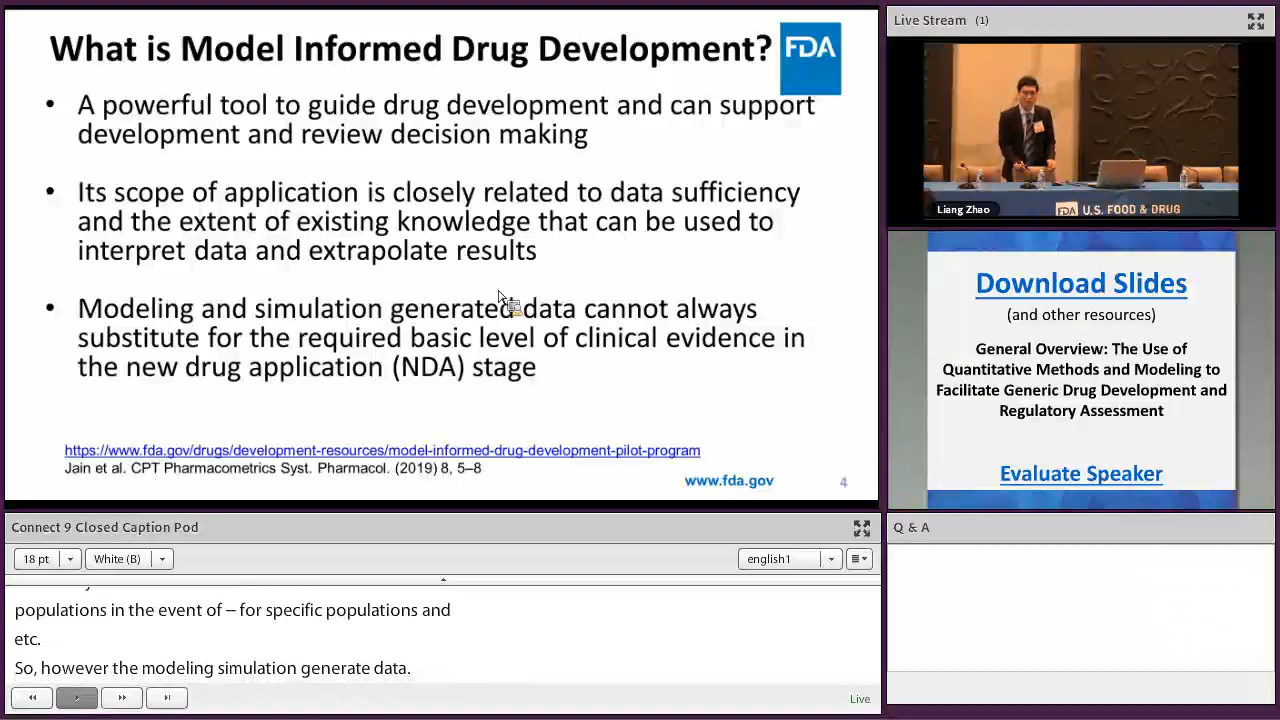 What is Model Informed Drug Development?
FDA
• A powerful tool to guide drug development and can support
development and review decision making
• Its scope of application is closely related to data sufficiency
and the extent of existing knowledge that can be used to
interpret data and extrapolate results
• Modeling and simulation generated data cannot always
substitute for the required basic level of clinical evidence in
the new drug application (NDA) stage
https://www.fda.gov/drugs/development-resources/model-informed-drug-development-pilot-program
Jain et al. CPT Pharmacometrics Syst. Pharmacol. (2019) 8, 5–8
www.fda.gov
4
Live Stream (1)
Liang Zhao
FDA U.S. FOOD & DRUG
Download Slides
(and other resources)
General Overview: The Use of
Quantitative Methods and Modeling to
Facilitate Generic Drug Development and
Regulatory Assessment
Evaluate Speaker
Connect 9 Closed Caption Pod
18 pt
White (B)
english1
populations in the event of – for specific populations and
etc.
So, however the modeling simulation generate data.
Live
Q & A